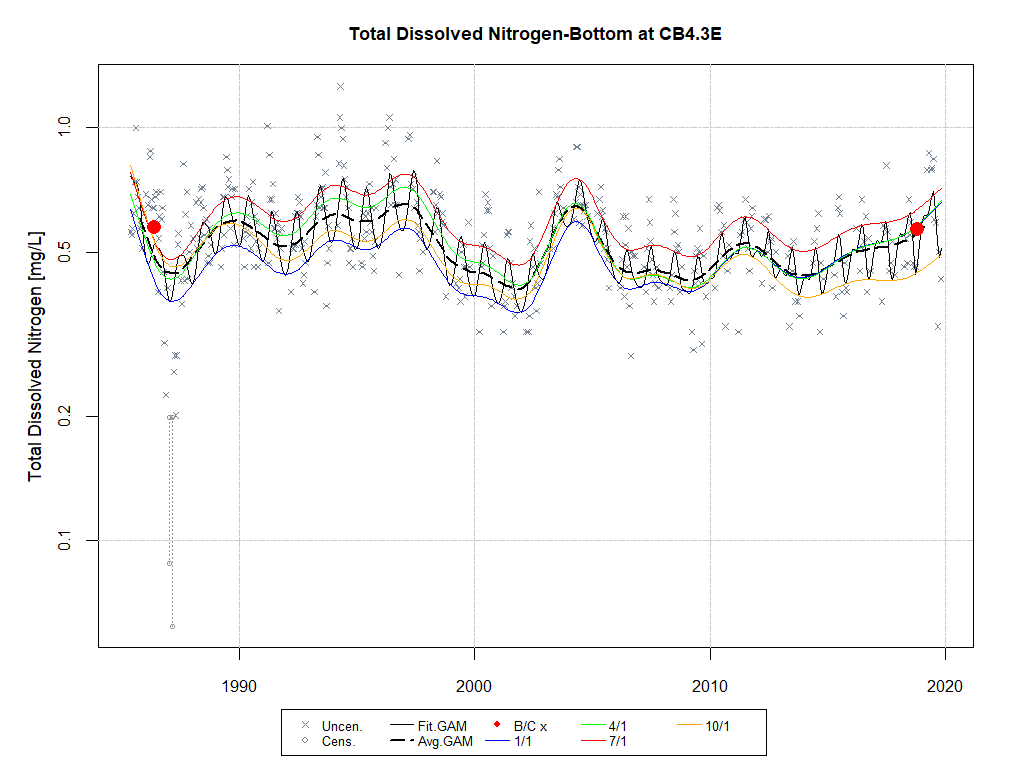 Total Dissolved Nitrogen-Bottom at CB4.3E
Total Dissolved Nitrogen [mg/L]
1.0
0.5
0.2
0.1
1990 2000 2010 2020
Uncen. Fit.GAM B/C x 4/1 10/1
Cens. Avg.GAM 1/1 7/1